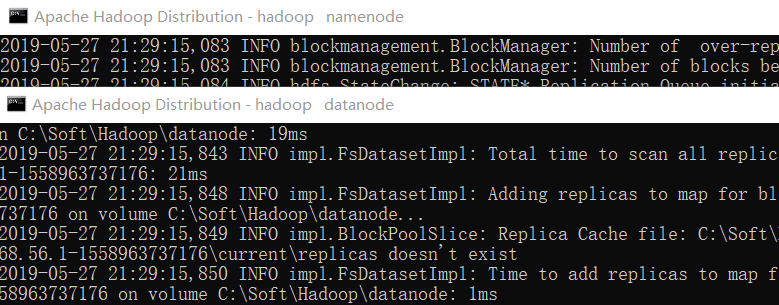 Apache Hadoop Distribution - hadoop namenode
2019-05-27 21:29:15,083 INFO blockmanagement.BlockManager: Number of over-rep
2019-05-27 21:29:15,083 INFO blockmanagement.BlockManager: Number of blocks be
2019-05-27 21:29:15,084 INFO hdfs.StateChange: STATE* Replication Queue initia
Apache Hadoop Distribution - hadoop datanode
n C:\Soft\Hadoop\datanode: 19ms
2019-05-27 21:29:15,843 INFO impl.FsDatasetImpl: Total time to scan all replic
1-1558963737176: 21ms
2019-05-27 21:29:15,848 INFO impl.FsDatasetImpl: Adding replicas to map for bl
737176 on volume C:\Soft\Hadoop\datanode...
2019-05-27 21:29:15,849 INFO impl.BlockPoolSlice: Replica Cache file: C:\Soft\
68.56.1-1558963737176\current\replicas doesn't exist
2019-05-27 21:29:15,850 INFO impl.FsDatasetImpl: Time to add replicas to map f
58963737176 on volume C:\Soft\Hadoop\datanode: 1ms